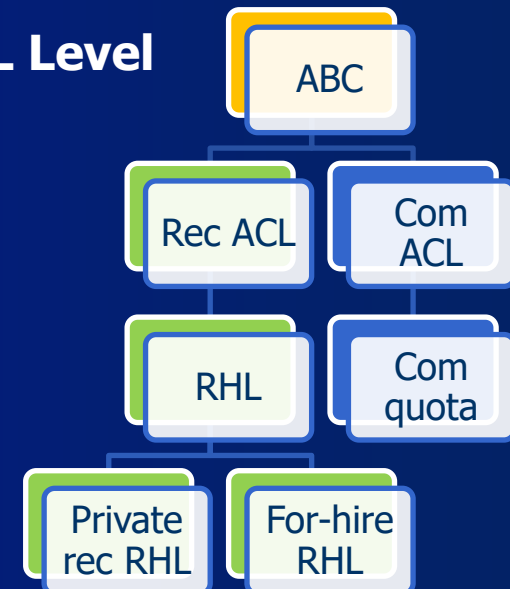 L Level
ABC
Rec ACL
Com
ACL
RHL
Com
quota
Private
rec RHL
For-hire
RHL